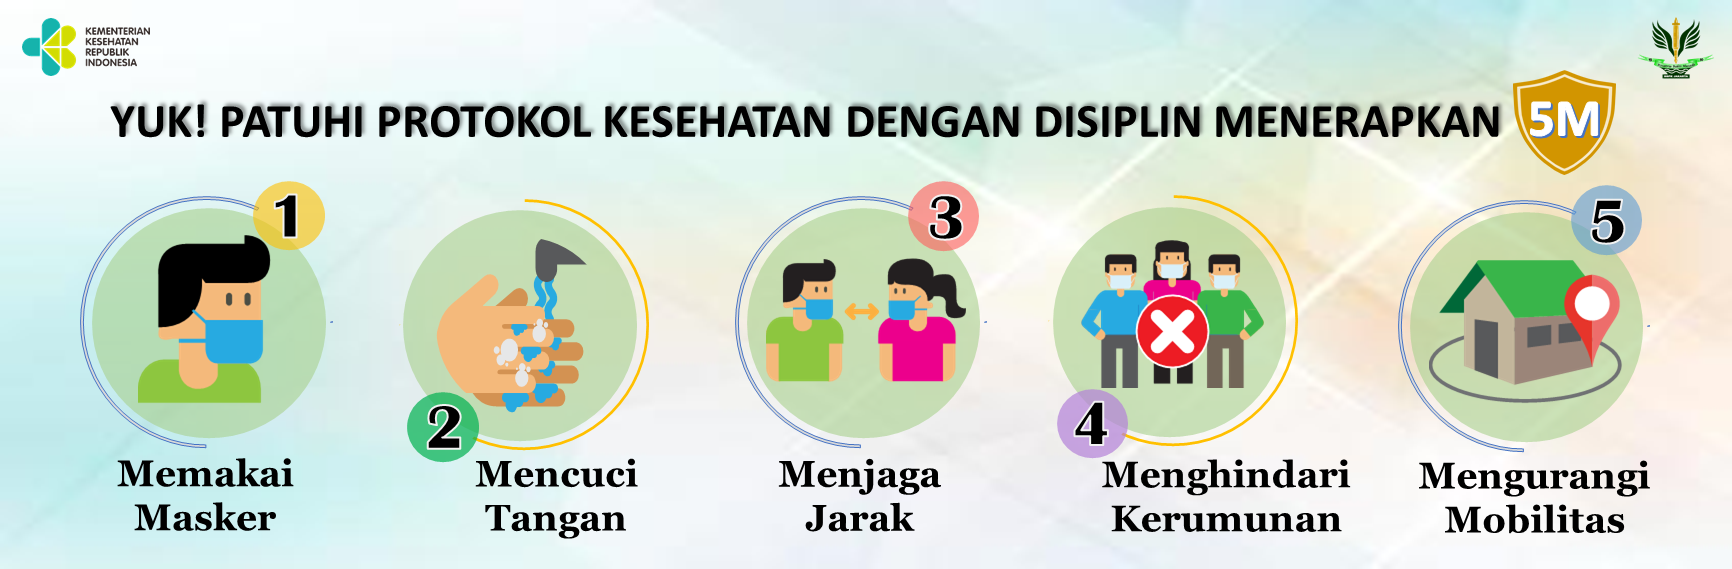 KEMENTERIAN
KESEHATAN
REPUBLIK
INDONESIA
YUK! PATUHI PROTOKOL KESEHATAN DENGAN DISIPLIN MENERAPKAN 5M
1
Memakai
Masker
2
Mencuci
Tangan
3
Menjaga
Jarak
4
Menghindari
Kerumunan
5
Mengurangi
Mobilitas